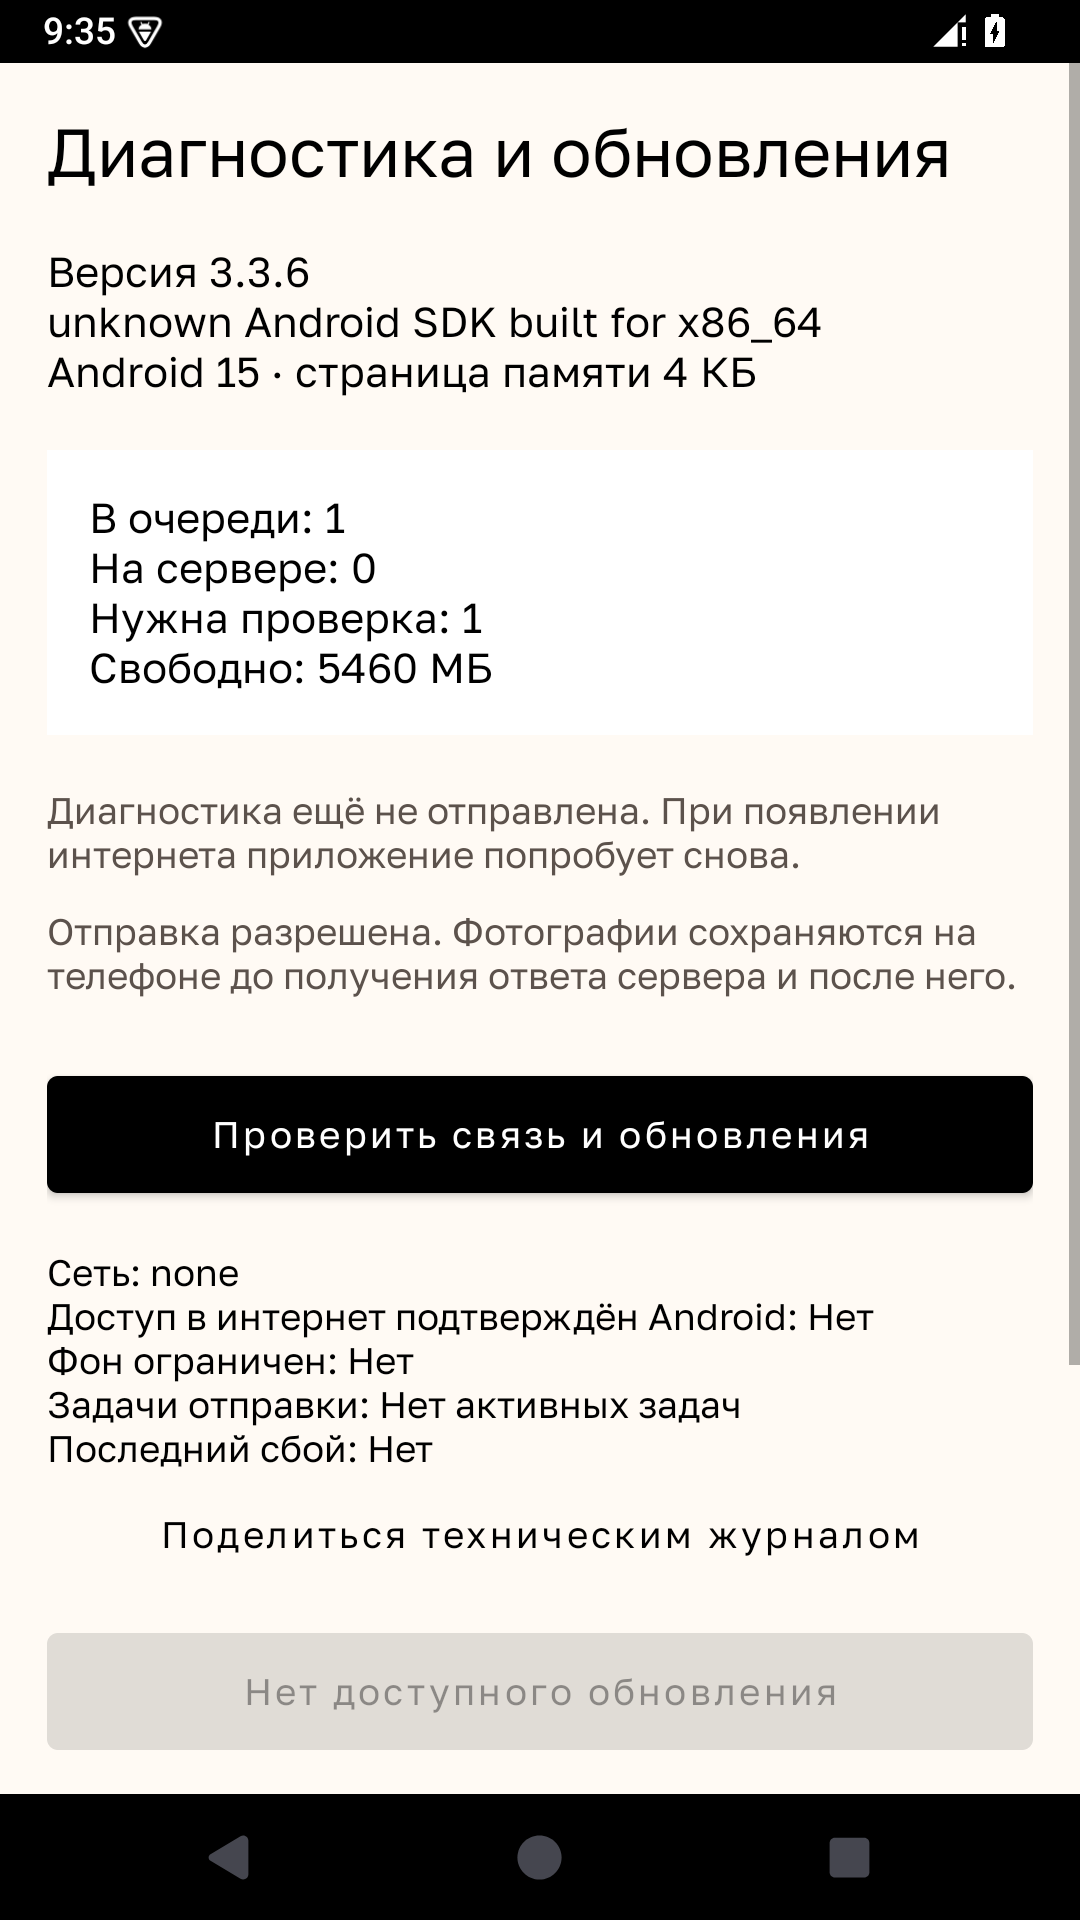 9:35
Диагностика и обновления
Версия 3.3.6
unknown Android SDK built for x86_64
Android 15 · страница памяти 4 КБ
В очереди: 1
На сервере: 0
Нужна проверка: 1
Свободно: 5460 МБ
Диагностика ещё не отправлена. При появлении
интернета приложение попробует снова.
Отправка разрешена. Фотографии сохраняются на
телефоне до получения ответа сервера и после него.
Проверить связь и обновления
Сеть: none
Доступ в интернет подтверждён Android: Нет
Фон ограничен: Нет
Задачи отправки: Нет активных задач
Последний сбой: Нет
Поделиться техническим журналом
Нет доступного обновления